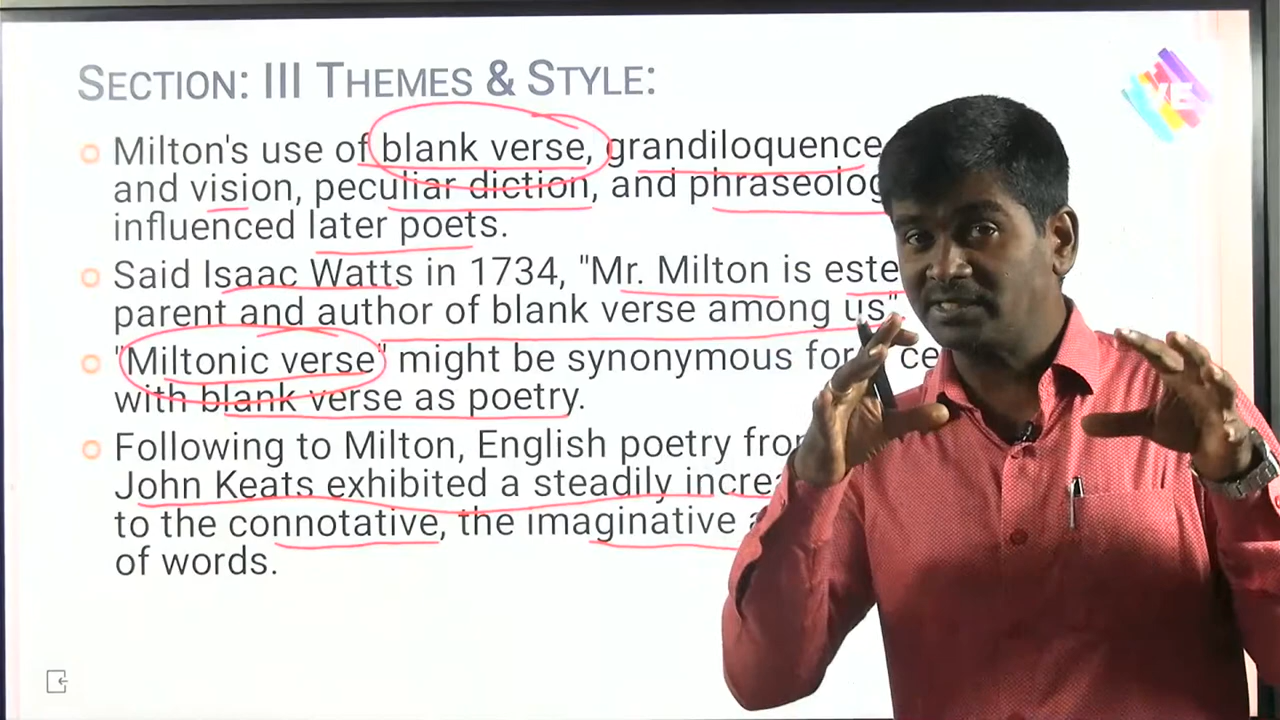 SECTION: III THEMES & STYLE:
Milton's use of blank verse, grandiloquence
and vision, peculiar diction, and phraseolog
influenced later poets.
Said Isaac Watts in 1734, "Mr. Milton is este
parent and author of blank verse among us".
"Miltonic verse" might be synonymous for ce
with blank verse as poetry.
Following to Milton, English poetry fro
John Keats exhibited a steadily increa
to the connotative, the imaginative a
of words.
YE